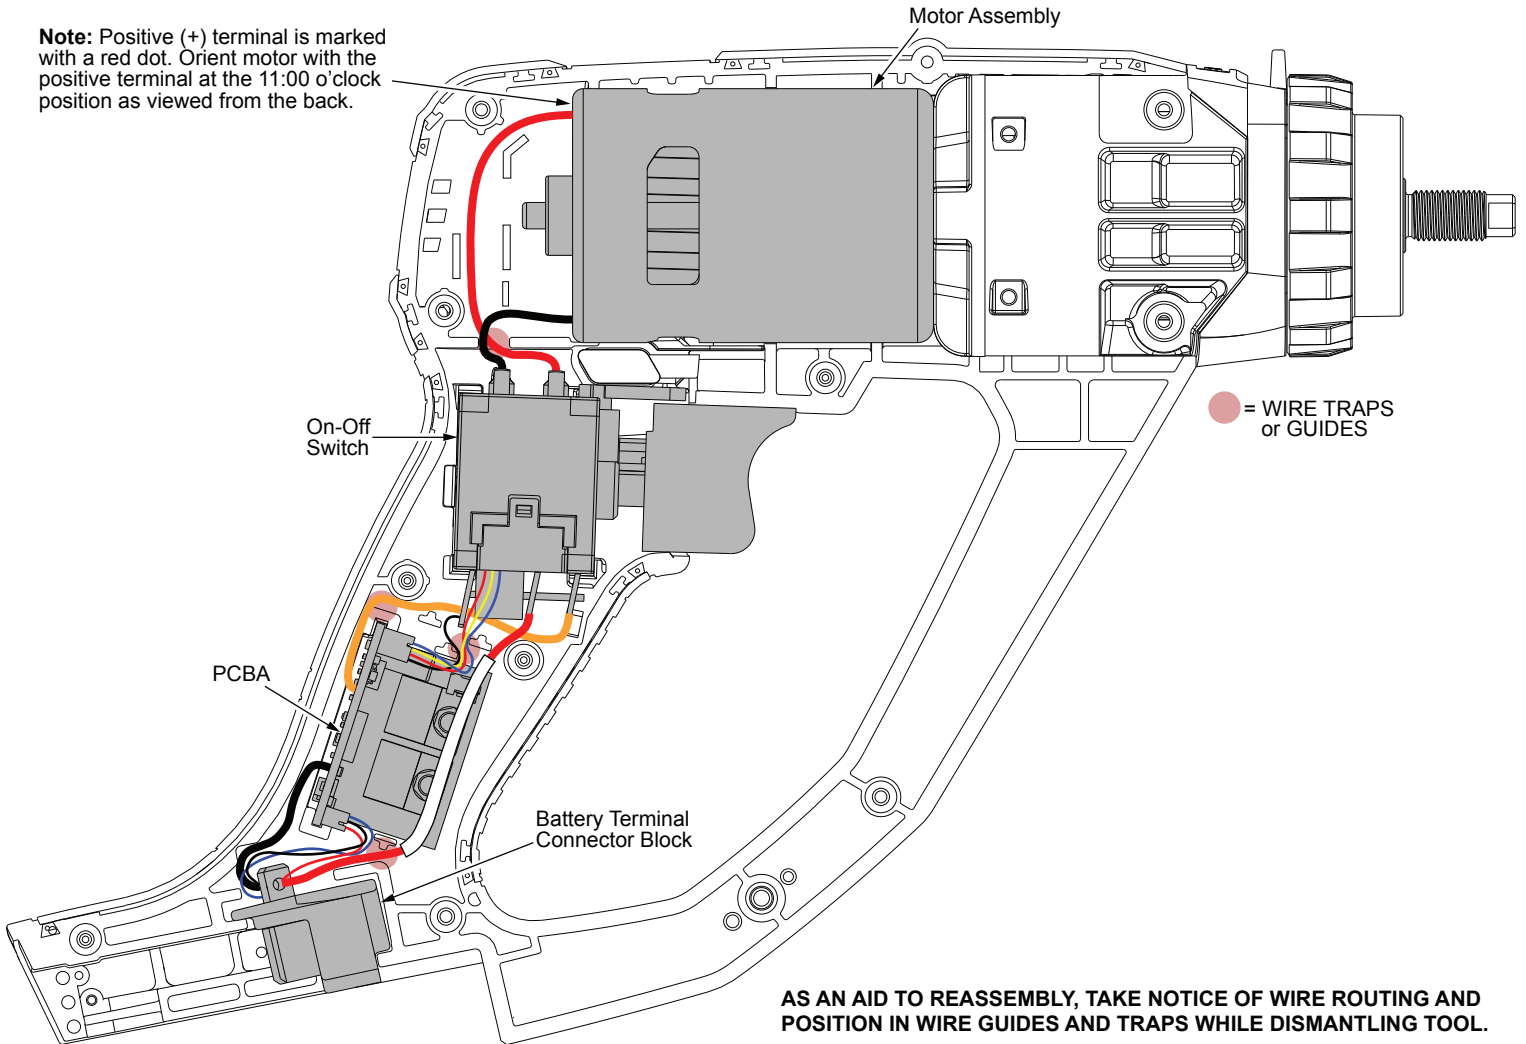 Motor Assembly
Note: Positive (+) terminal is marked
with a red dot. Orient motor with the
positive terminal at the 11:00 o'clock
position as viewed from the back.
= WIRE TRAPS
or GUIDES
On-Off
Switch
PCBA
Battery Terminal
Connector Block
AS AN AID TO REASSEMBLY, TAKE NOTICE OF WIRE ROUTING AND
POSITION IN WIRE GUIDES AND TRAPS WHILE DISMANTLING TOOL.